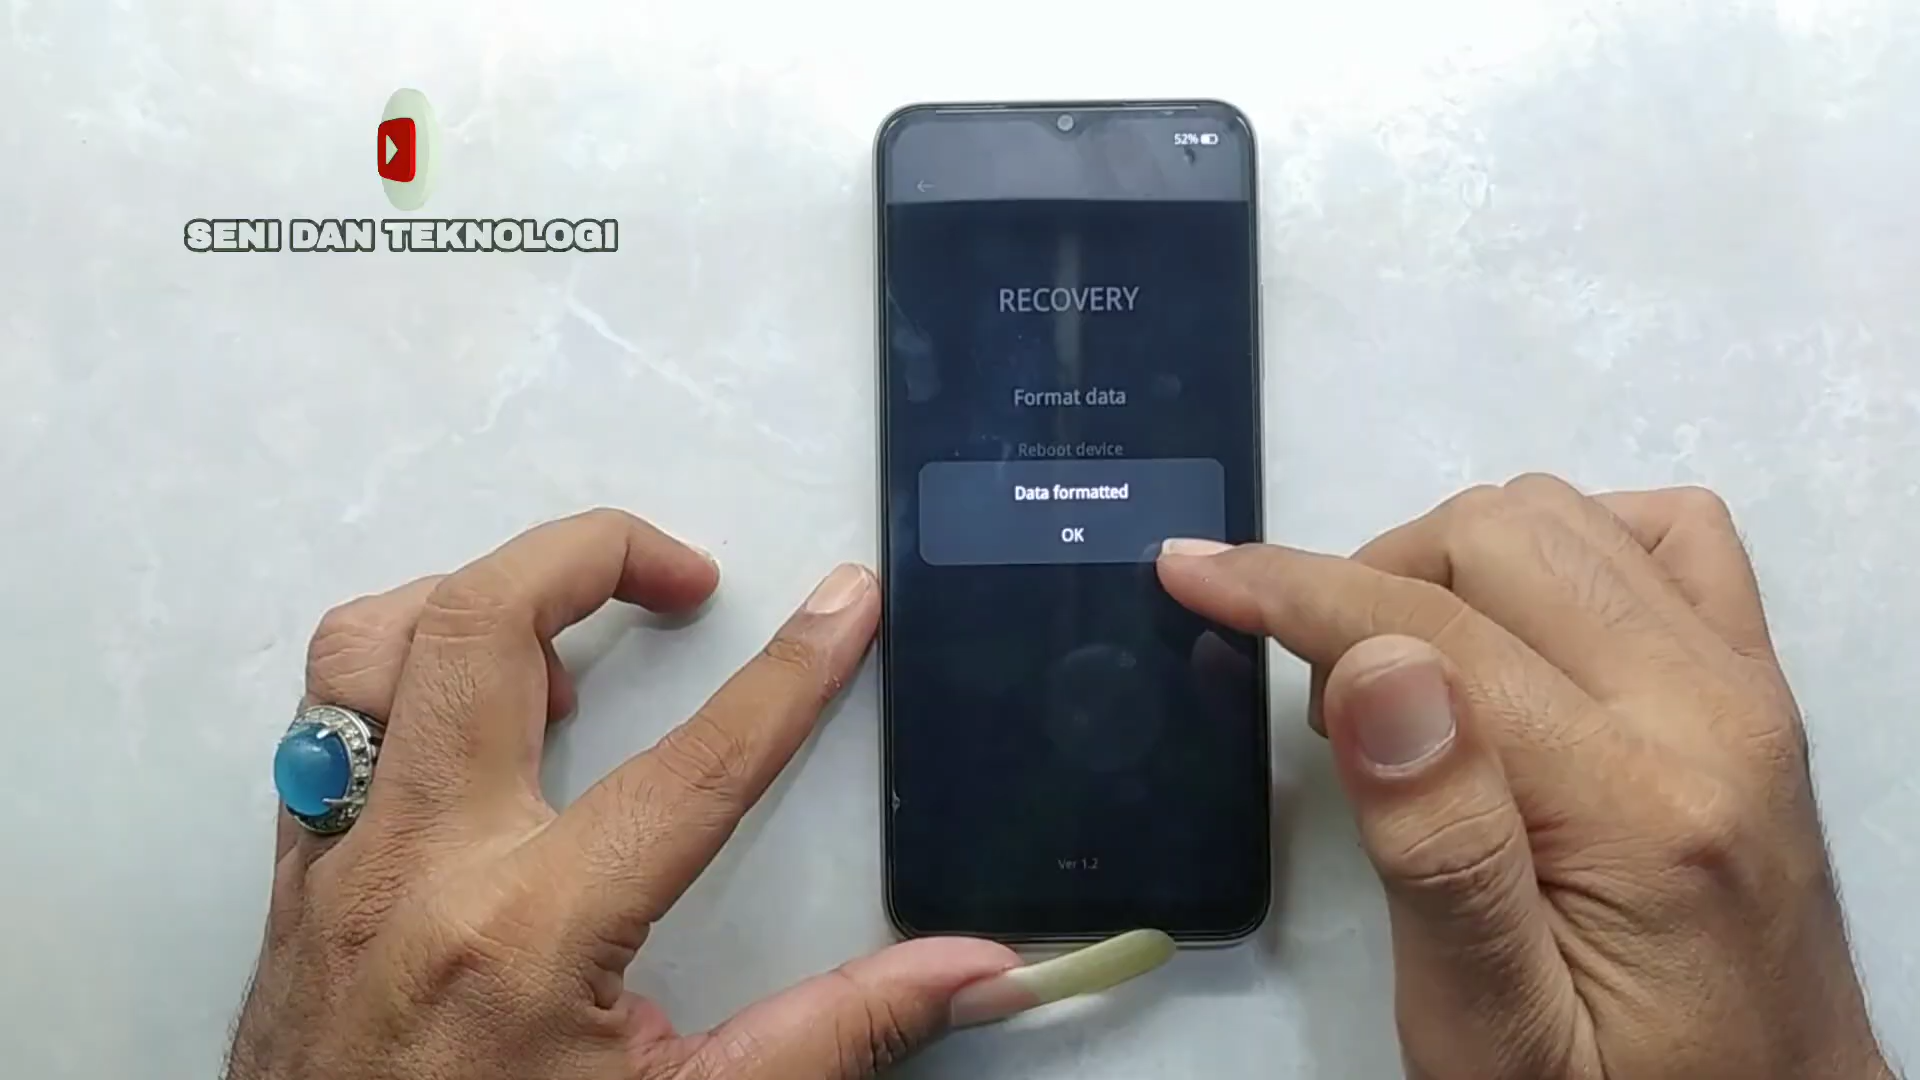 SENI DAN TEKNOLOGI
52%
RECOVERY
Format data
Reboot device
Data formatted
OK
Ver 1.2